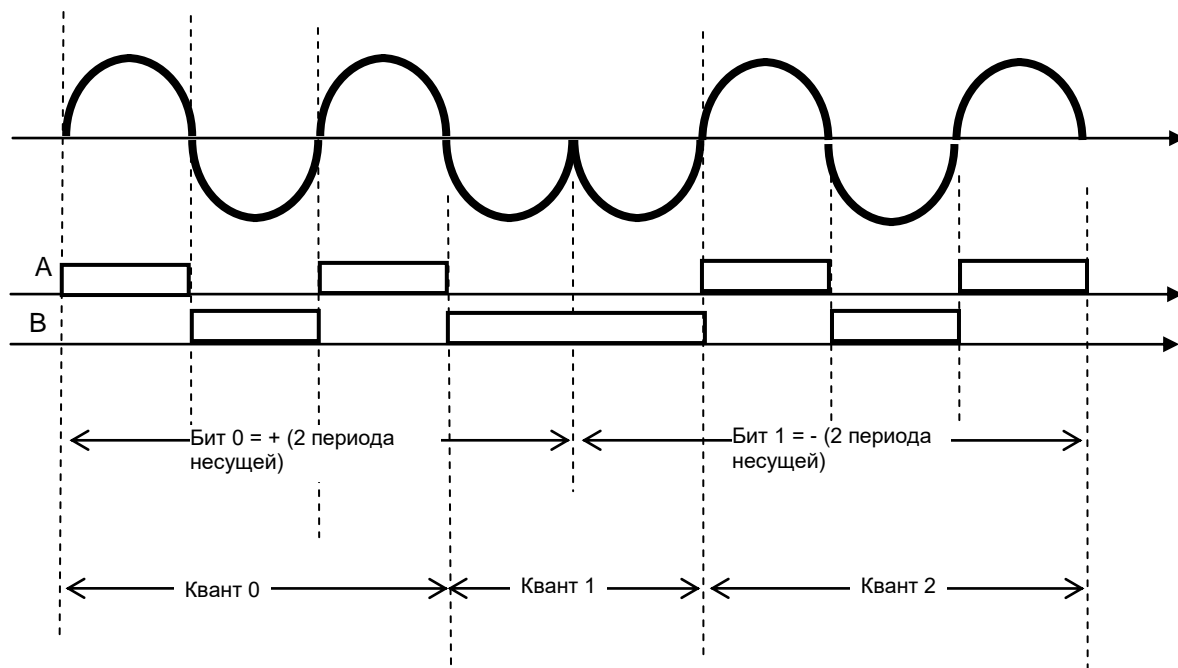 A
B
Бит 0 = + (2 периода
несущей)
Бит 1 = - (2 периода
несущей)
Квант 0
Квант 1
Квант 2